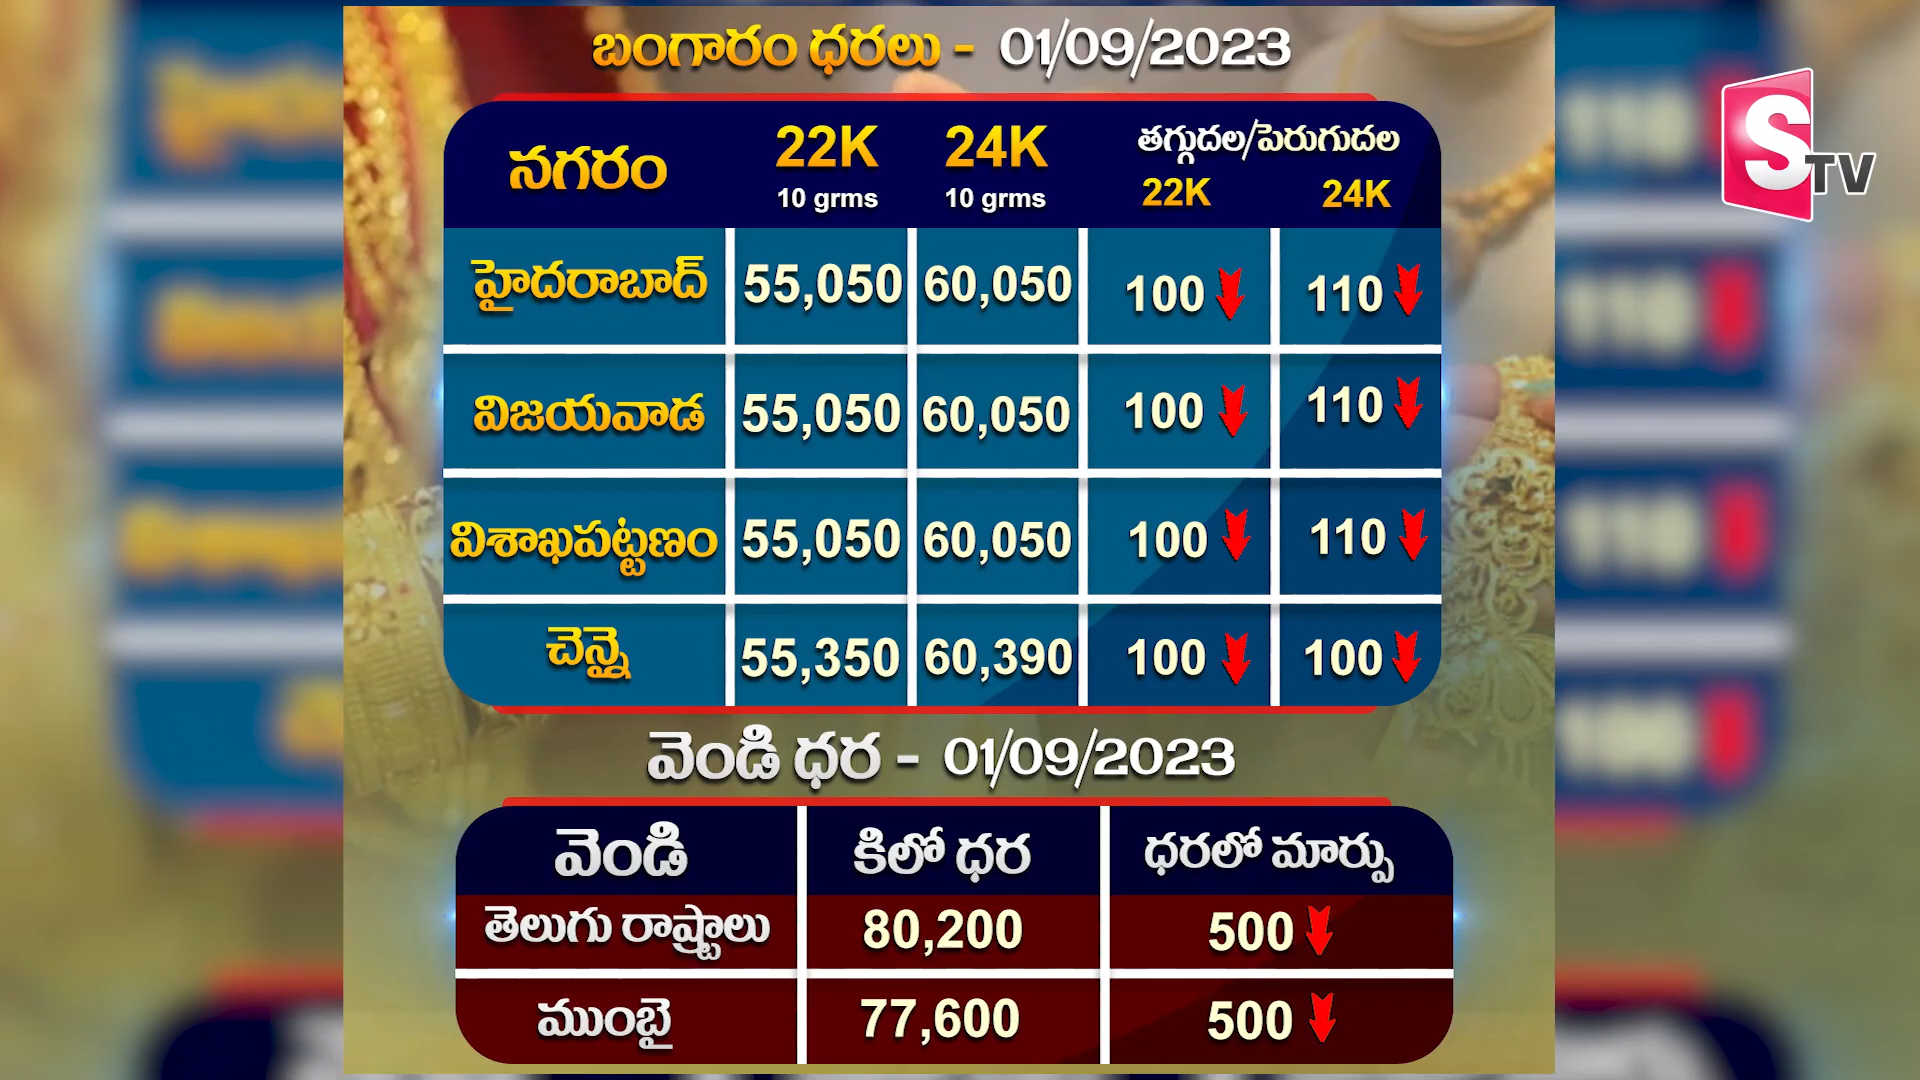 బంగారం ధరలు - 01/09/2023
STV
నగరం 22K 10 grms 24K 10 grms తగ్గుదల/పెరుగుదల 22K 24K
హైదరాబాద్ 55,050 60,050 100 110
విజయవాడ 55,050 60,050 100 110
విశాఖపట్టణం 55,050 60,050 100 110
చెన్నై 55,350 60,390 100 100
వెండి ధర - 01/09/2023
వెండి కిలో ధర ధరలో మార్పు
తెలుగు రాష్ట్రాలు 80,200 500
ముంబై 77,600 500